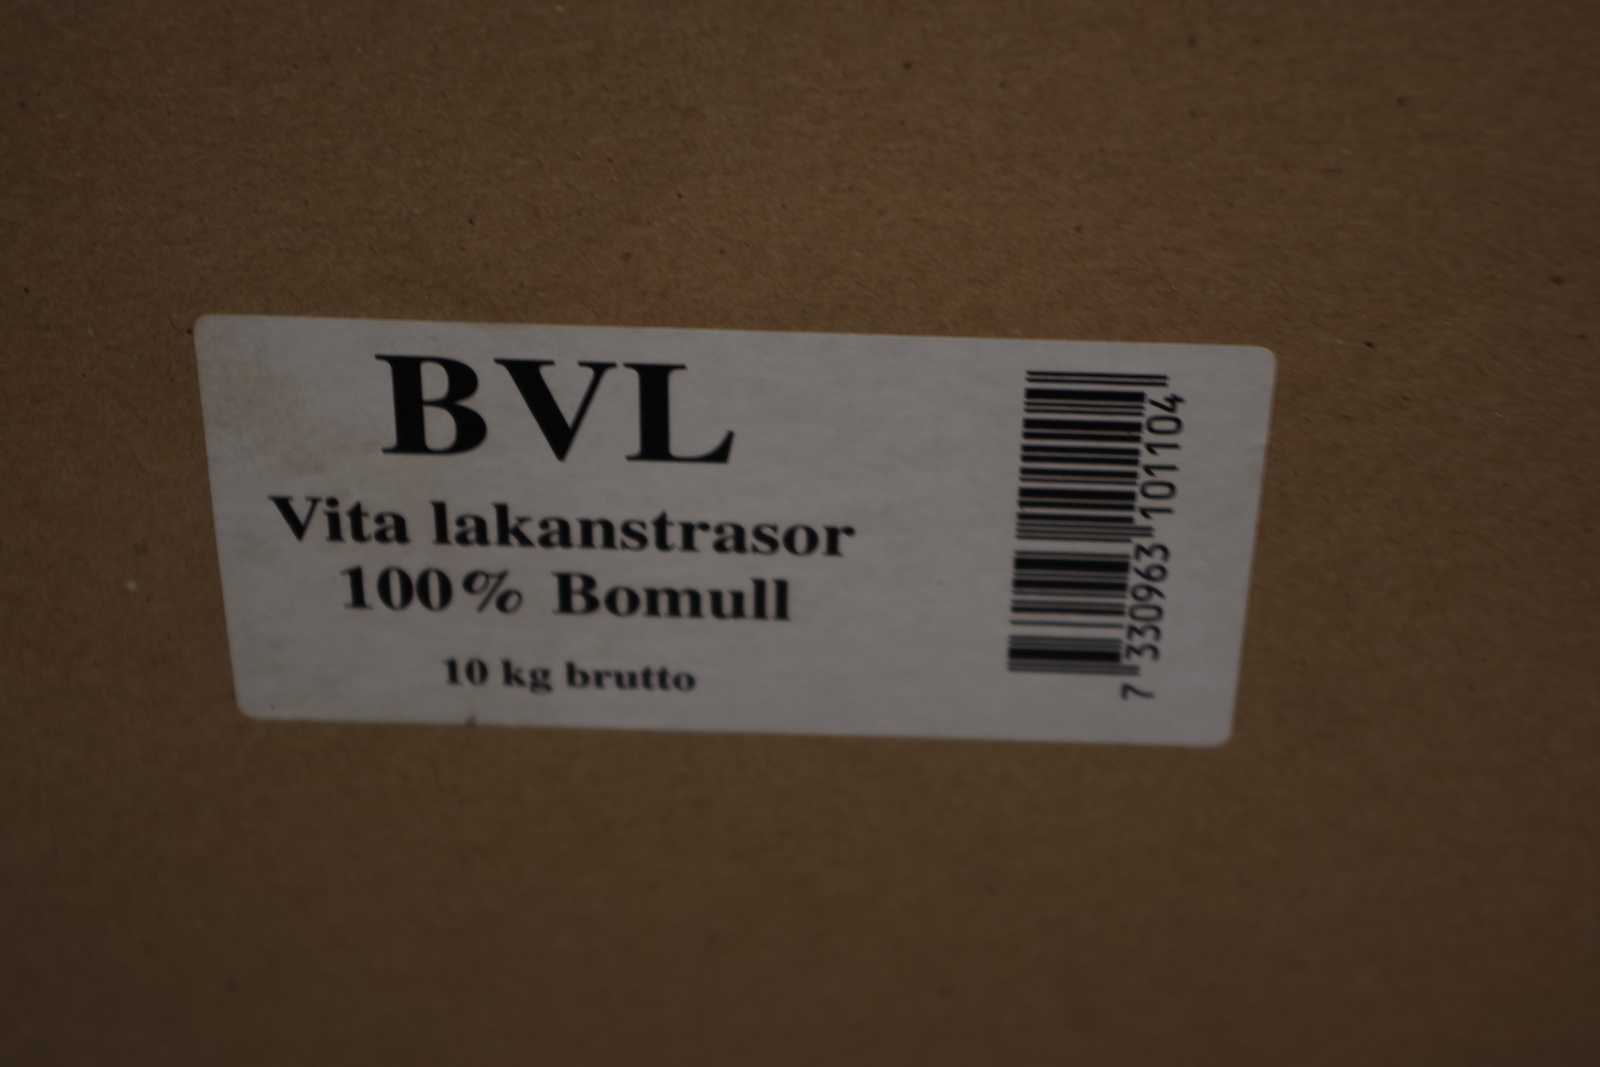 BVL
Vita lakanstrasor
100% Bomull
10 kg brutto
7 330963 101104